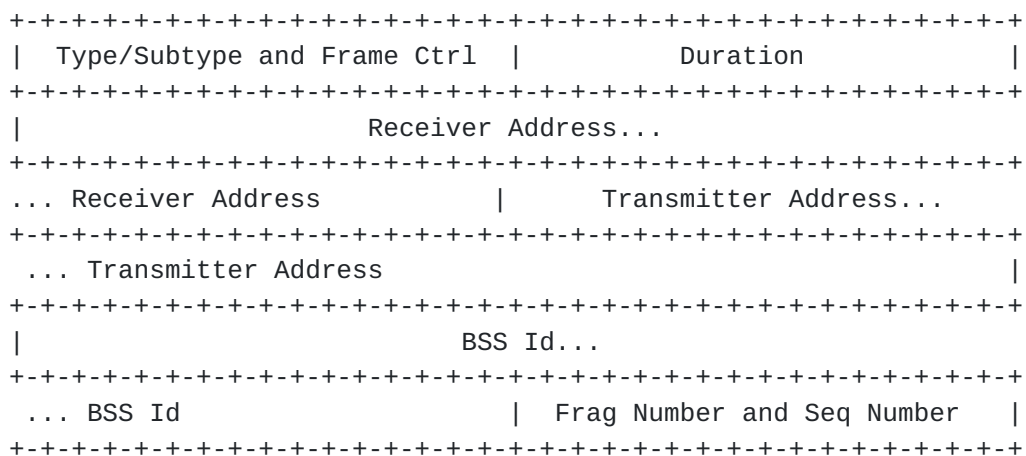 +-+-+-+-+-+-+-+-+-+-+-+-+-+-+-+-+-+-+-+-+-+-+-+-+-+-+-+-+-+-+-+-+
|  Type/Subtype and Frame Ctrl  |          Duration             |
+-+-+-+-+-+-+-+-+-+-+-+-+-+-+-+-+-+-+-+-+-+-+-+-+-+-+-+-+-+-+-+-+
|                      Receiver Address...
+-+-+-+-+-+-+-+-+-+-+-+-+-+-+-+-+-+-+-+-+-+-+-+-+-+-+-+-+-+-+-+-+
... Receiver Address           |      Transmitter Address...
+-+-+-+-+-+-+-+-+-+-+-+-+-+-+-+-+-+-+-+-+-+-+-+-+-+-+-+-+-+-+-+-+
 ... Transmitter Address                                        |
+-+-+-+-+-+-+-+-+-+-+-+-+-+-+-+-+-+-+-+-+-+-+-+-+-+-+-+-+-+-+-+-+
|                            BSS Id...
+-+-+-+-+-+-+-+-+-+-+-+-+-+-+-+-+-+-+-+-+-+-+-+-+-+-+-+-+-+-+-+-+
 ... BSS Id                     |  Frag Number and Seq Number   |
+-+-+-+-+-+-+-+-+-+-+-+-+-+-+-+-+-+-+-+-+-+-+-+-+-+-+-+-+-+-+-+-+